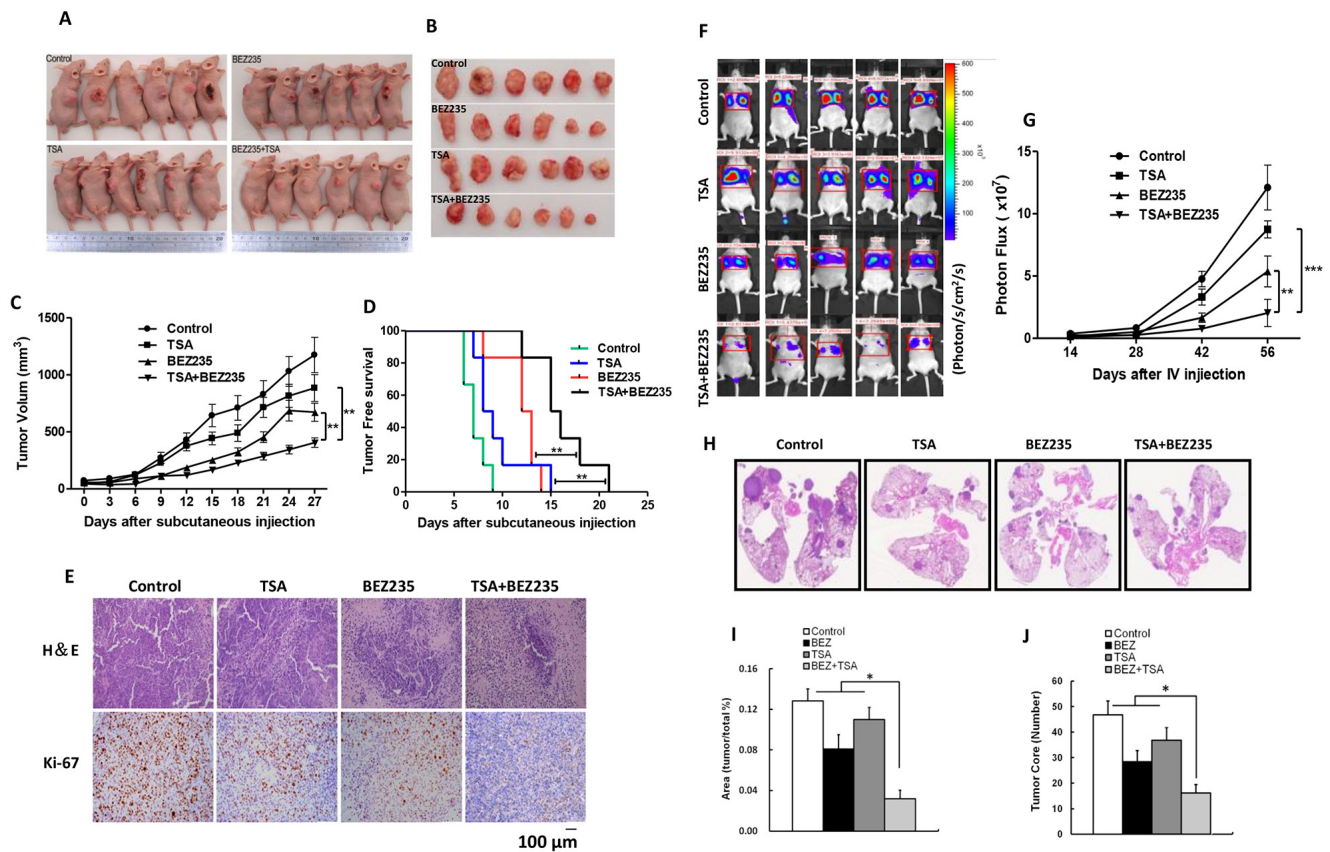 A
Control
BEZ235
TSA
BEZ235+TSA
10
20
10
20
B
Control
BEZ235
TSA
TSA+BEZ235
C
Tumor Volum (mm³)
1500
1000
500
0
Control
TSA
BEZ235
TSA+BEZ235
**
**
0 3 6 9 12 15 18 21 24 27
Days after subcutaneous injection
D
Tumor Free survival
100
80
60
40
20
0
Control
TSA
BEZ235
TSA+BEZ235
**
**
0 5 10 15 20 25
Days after subcutaneous injection
E
Control TSA BEZ235 TSA+BEZ235
H&E
Ki-67
100 µm
F
Control
TSA
BEZ235
TSA+BEZ235
600
500
400
300
200
100
(Photon/s/cm²/s)
G
Photon Flux ( x10⁷)
15
10
5
0
Control
TSA
BEZ235
TSA+BEZ235
***
**
14 28 42 56
Days after IV injection
H
Control TSA BEZ235 TSA+BEZ235
I
Control
BEZ
TSA
BEZ+TSA
*
Area (tumor/total %)
0.16
0.12
0.08
0.04
0.00
J
Control
BEZ
TSA
BEZ+TSA
*
Tumor Core (Number)
60
50
40
30
20
10
0